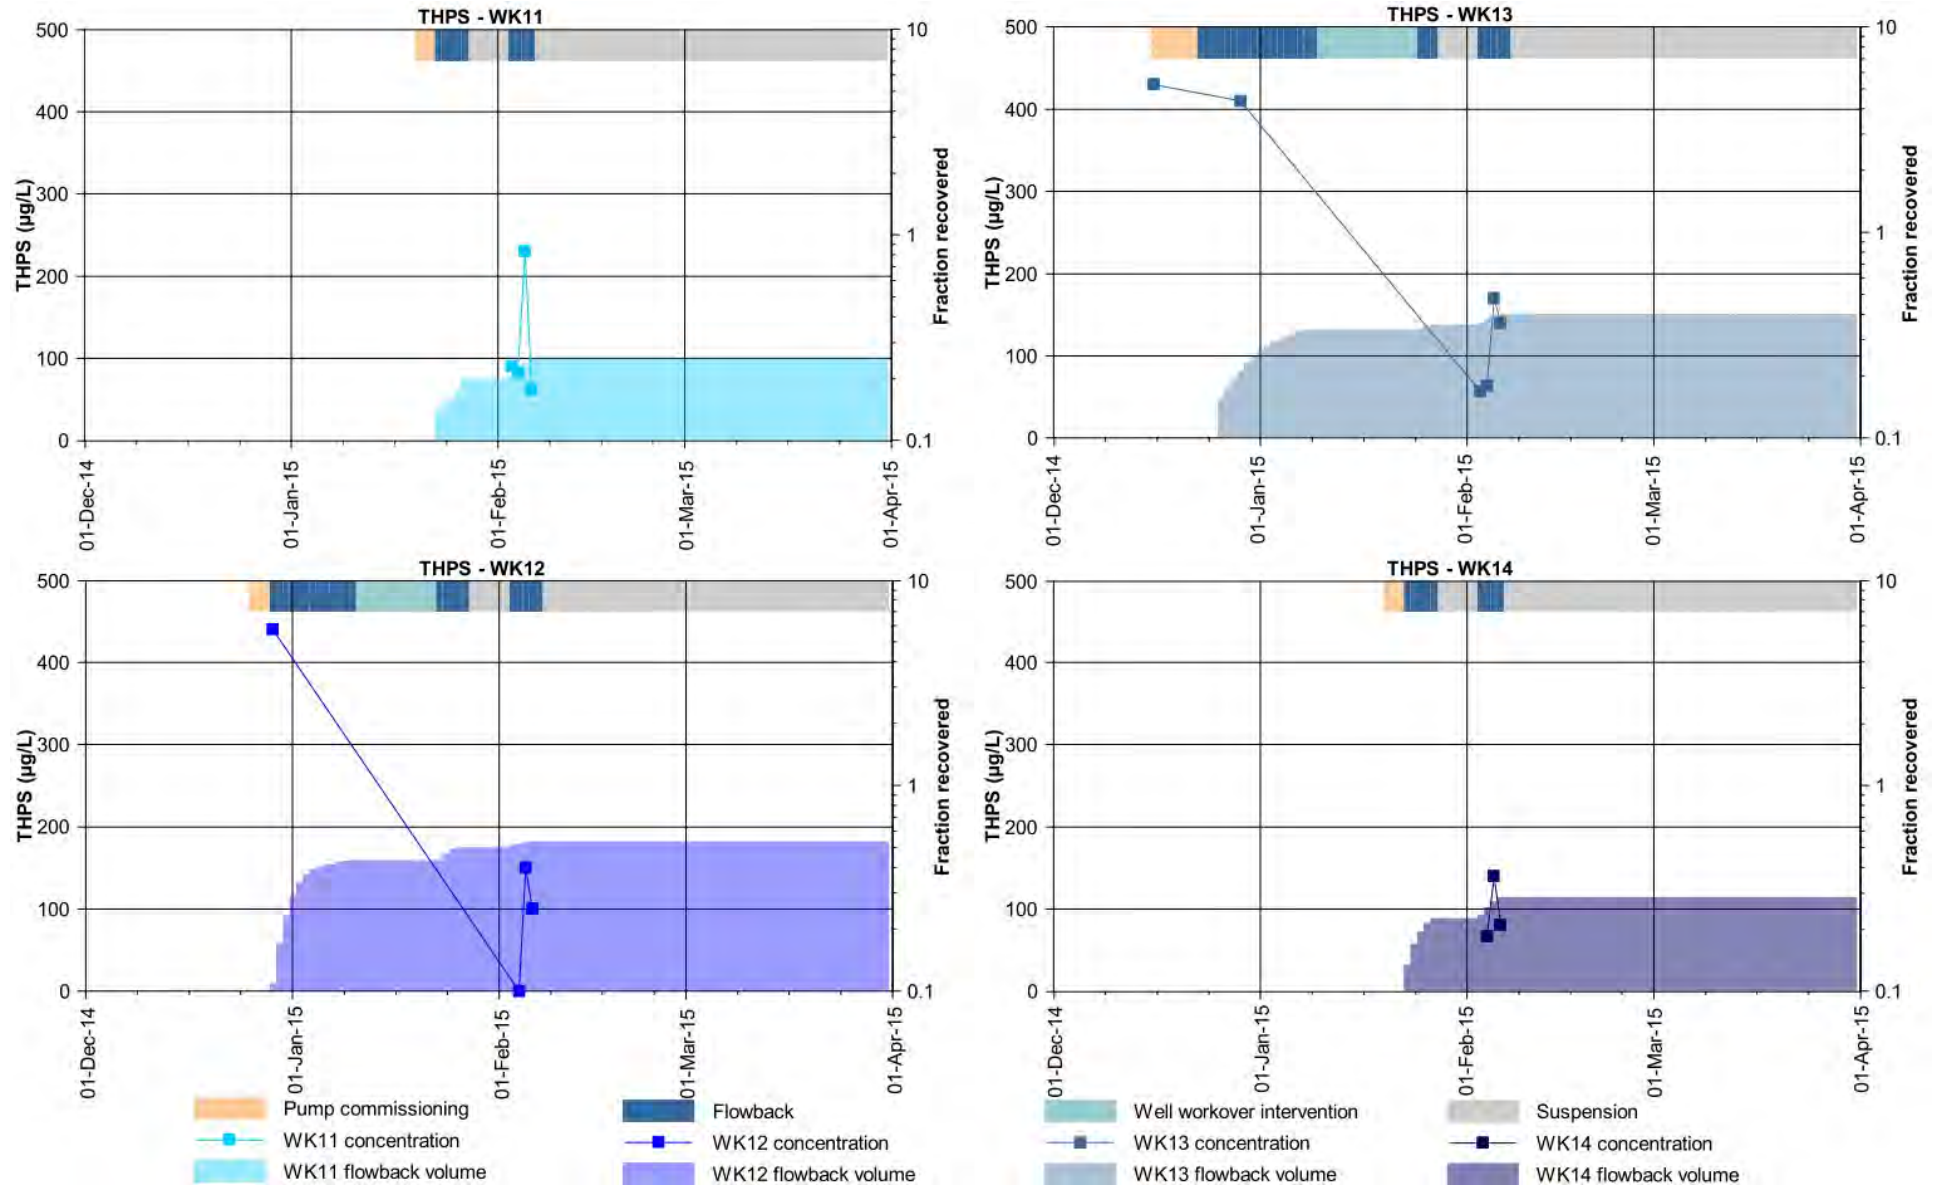 THPS - WK11
500
400
300
200
100
0
THPS (µg/L)
10
1
0.1
Fraction recovered
01-Dec-14
01-Jan-15
01-Feb-15
01-Mar-15
01-Apr-15
THPS - WK13
500
400
300
200
100
0
THPS (µg/L)
10
1
0.1
Fraction recovered
01-Dec-14
01-Jan-15
01-Feb-15
01-Mar-15
01-Apr-15
THPS - WK12
500
400
300
200
100
0
THPS (µg/L)
10
1
0.1
Fraction recovered
01-Dec-14
01-Jan-15
01-Feb-15
01-Mar-15
01-Apr-15
THPS - WK14
500
400
300
200
100
0
THPS (µg/L)
10
1
0.1
Fraction recovered
01-Dec-14
01-Jan-15
01-Feb-15
01-Mar-15
01-Apr-15
Pump commissioning
Flowback
Well workover intervention
Suspension
WK11 concentration
WK12 concentration
WK13 concentration
WK14 concentration
WK11 flowback volume
WK12 flowback volume
WK13 flowback volume
WK14 flowback volume